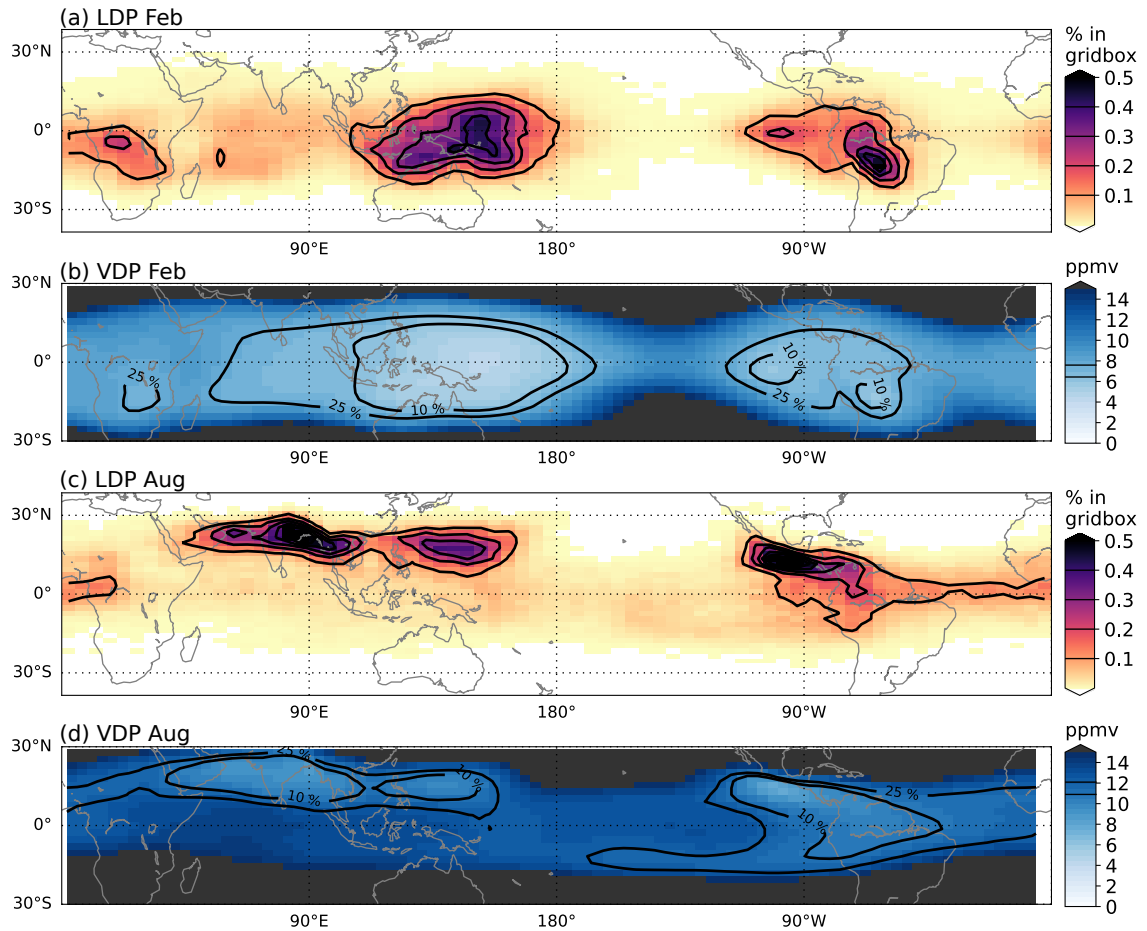 (a) LDP Feb
30°N
0°
30°S
90°E
180°
90°W
% in
gridbox
0.5
0.4
0.3
0.2
0.1
(b) VDP Feb
30°N
0°
30°S
25 %
25 %
10 %
10 %
25 %
10 %
90°E
180°
90°W
ppmv
14
12
10
8
6
4
2
0
(c) LDP Aug
30°N
0°
30°S
90°E
180°
90°W
% in
gridbox
0.5
0.4
0.3
0.2
0.1
(d) VDP Aug
30°N
0°
30°S
25 %
10 %
10 %
25 %
10 %
90°E
180°
90°W
ppmv
14
12
10
8
6
4
2
0